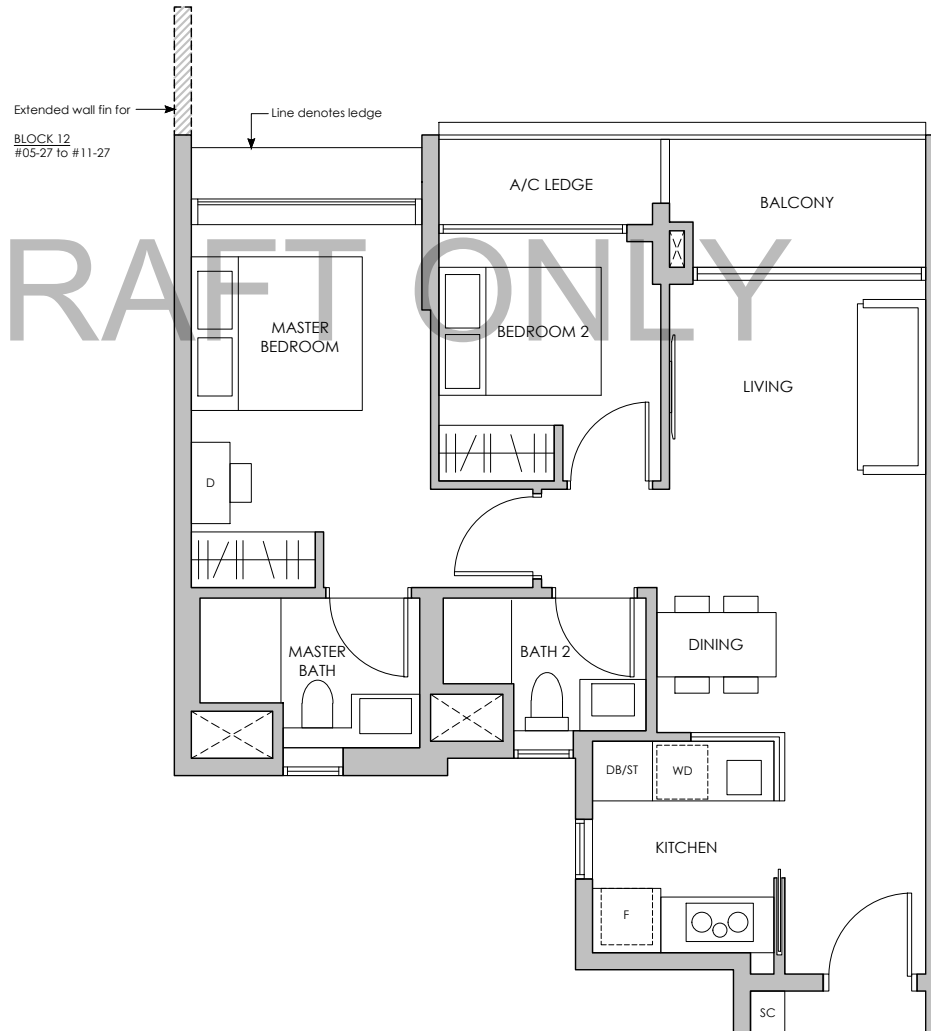 Extended wall fin for
BLOCK 12
#05-27 to #11-27
Line denotes ledge
A/C LEDGE
BALCONY
RAFT ONLY
MASTER
BEDROOM
BEDROOM 2
LIVING
D
MASTER
BATH
BATH 2
DINING
DB/ST
WD
KITCHEN
F
SC